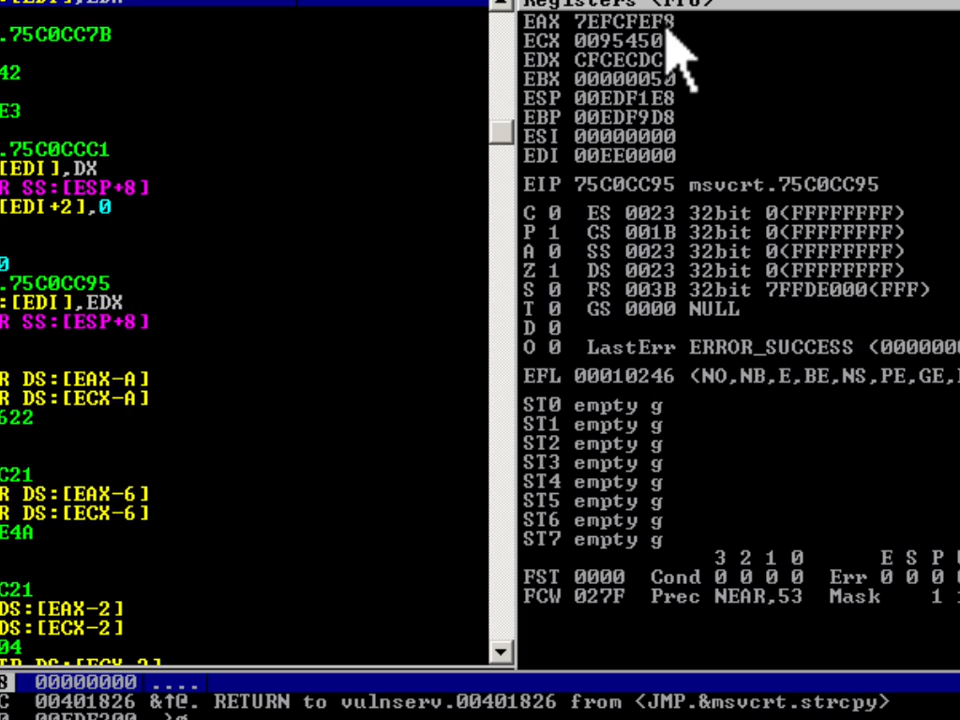 .75C0CC7B
42
E3
.75C0CCC1
[EDI],DX
R SS:[ESP+8]
[EDI+2],0
0
.75C0CC95
:[EDI],EDX
R SS:[ESP+8]
R DS:[EAX-A]
R DS:[ECX-A]
622
C21
R DS:[EAX-6]
R DS:[ECX-6]
E4A
C21
DS:[EAX-2]
DS:[ECX-2]
04
Registers
EAX 7EFCFEF8
ECX 0095450
EDX CFCECDC
EBX 00000050
ESP 00EDF1E8
EBP 00EDF9D8
ESI 00000000
EDI 00EE0000
EIP 75C0CC95 msvcrt.75C0CC95
C 0 ES 0023 32bit 0(FFFFFFFF)
P 1 CS 001B 32bit 0(FFFFFFFF)
A 0 SS 0023 32bit 0(FFFFFFFF)
Z 1 DS 0023 32bit 0(FFFFFFFF)
S 0 FS 003B 32bit 7FFDE000(FFF)
T 0 GS 0000 NULL
D 0
O 0 LastErr ERROR_SUCCESS (0000000
EFL 00010246 (NO,NB,E,BE,NS,PE,GE,
ST0 empty g
ST1 empty g
ST2 empty g
ST3 empty g
ST4 empty g
ST5 empty g
ST6 empty g
ST7 empty g
3 2 1 0 E S P
FST 0000 Cond 0 0 0 0 Err 0 0 0
FCW 027F Prec NEAR,53 Mask 1
8 00000000 ....
C 00401826 &↑@. RETURN to vulnserv.00401826 from <JMP.&msvcrt.strcpy>